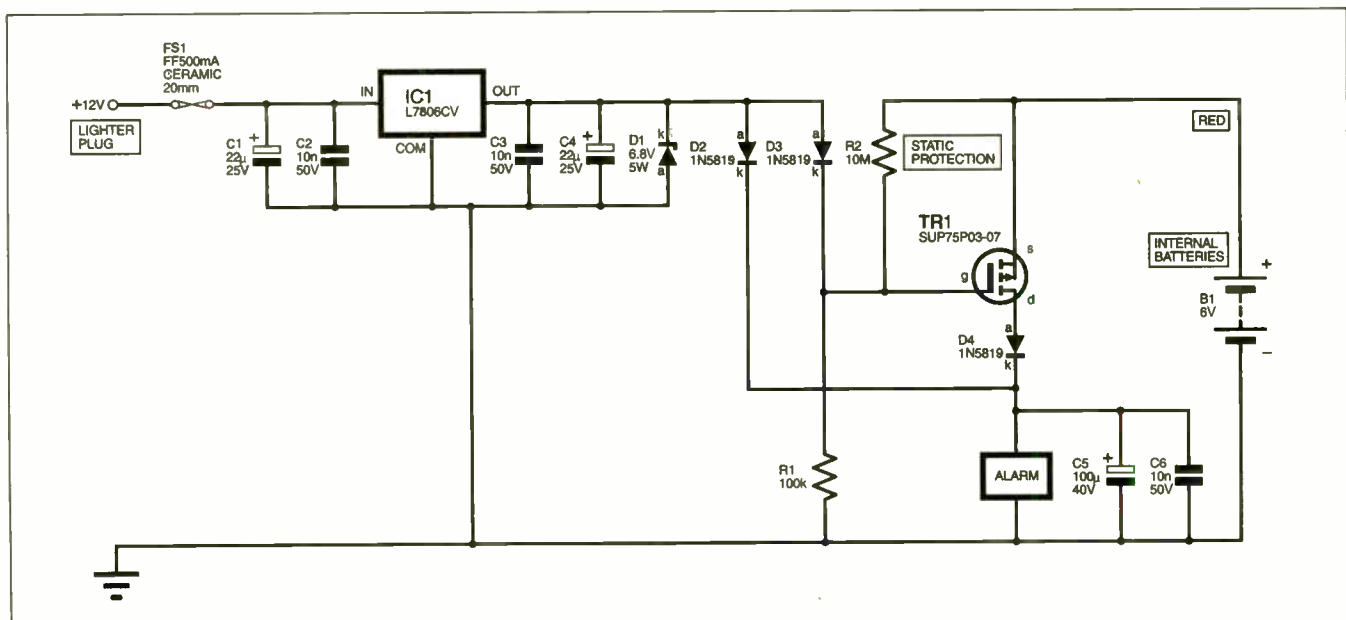 FS1
FF500mA
CERAMIC
20mm
+12V
LIGHTER
PLUG
IN
IC1
L7806CV
OUT
COM
C1
22μ
25V
+
C2
10n
50V
C3
10n
50V
C4
22μ
25V
+
D1
6.8V
5W
k
a
D2
1N5819
a
k
D3
1N5819
a
k
R2
10M
STATIC
PROTECTION
RED
TR1
SUP75P03-07
g
s
d
INTERNAL
BATTERIES
+
B1
6V
–
D4
1N5819
a
k
R1
100k
ALARM
C5
100μ
40V
+
C6
10n
50V